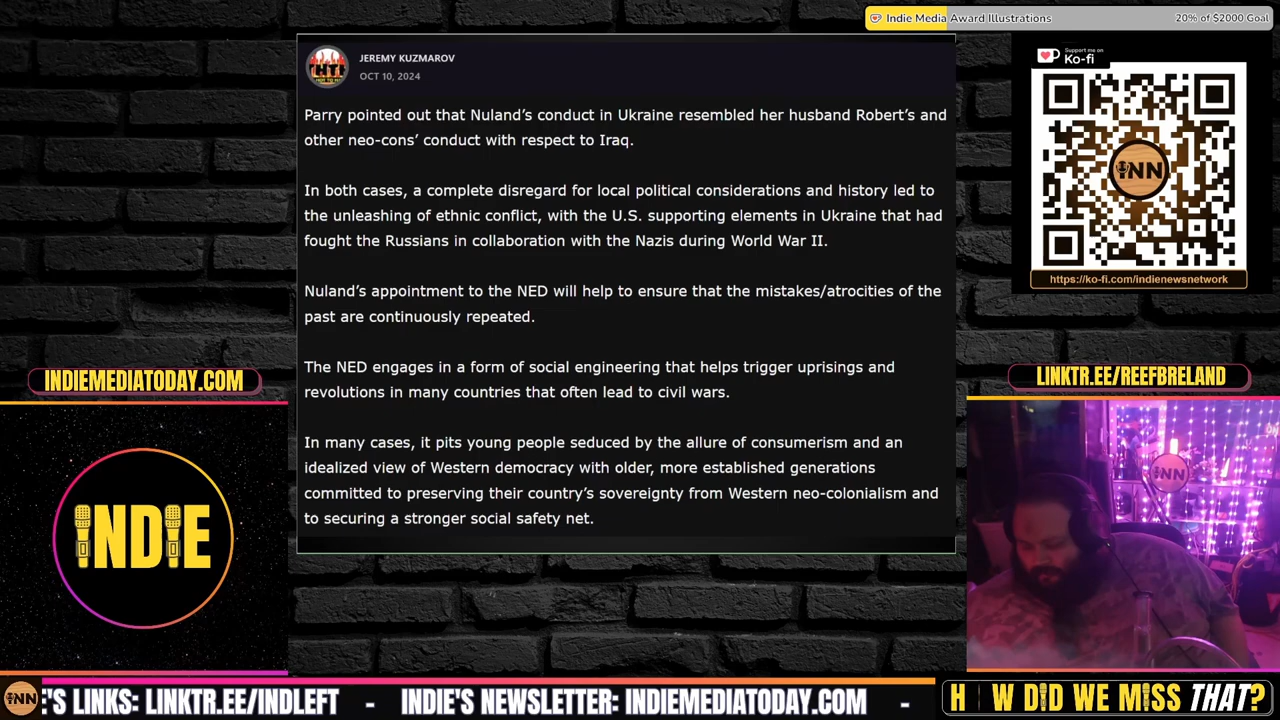 Indie Media Award Illustrations
20% of $2000 Goal
JEREMY KUZMAROV
OCT 10, 2024
Parry pointed out that Nuland's conduct in Ukraine resembled her husband Robert's and
other neo-cons' conduct with respect to Iraq.
In both cases, a complete disregard for local political considerations and history led to
the unleashing of ethnic conflict, with the U.S. supporting elements in Ukraine that had
fought the Russians in collaboration with the Nazis during World War II.
Nuland's appointment to the NED will help to ensure that the mistakes/atrocities of the
past are continuously repeated.
The NED engages in a form of social engineering that helps trigger uprisings and
revolutions in many countries that often lead to civil wars.
In many cases, it pits young people seduced by the allure of consumerism and an
idealized view of Western democracy with older, more established generations
committed to preserving their country's sovereignty from Western neo-colonialism and
to securing a stronger social safety net.
Support me on
Ko-fi
iNN
https://ko-fi.com/indienewsnetwork
INDIEMEDIATODAY.COM
LINKTR.EE/REEFBRELAND
INDIE
iNN
iNN
E'S LINKS: LINKTR.EE/INDLEFT - INDIE'S NEWSLETTER: INDIEMEDIATODAY.COM -
H W DID WE MISS THAT?